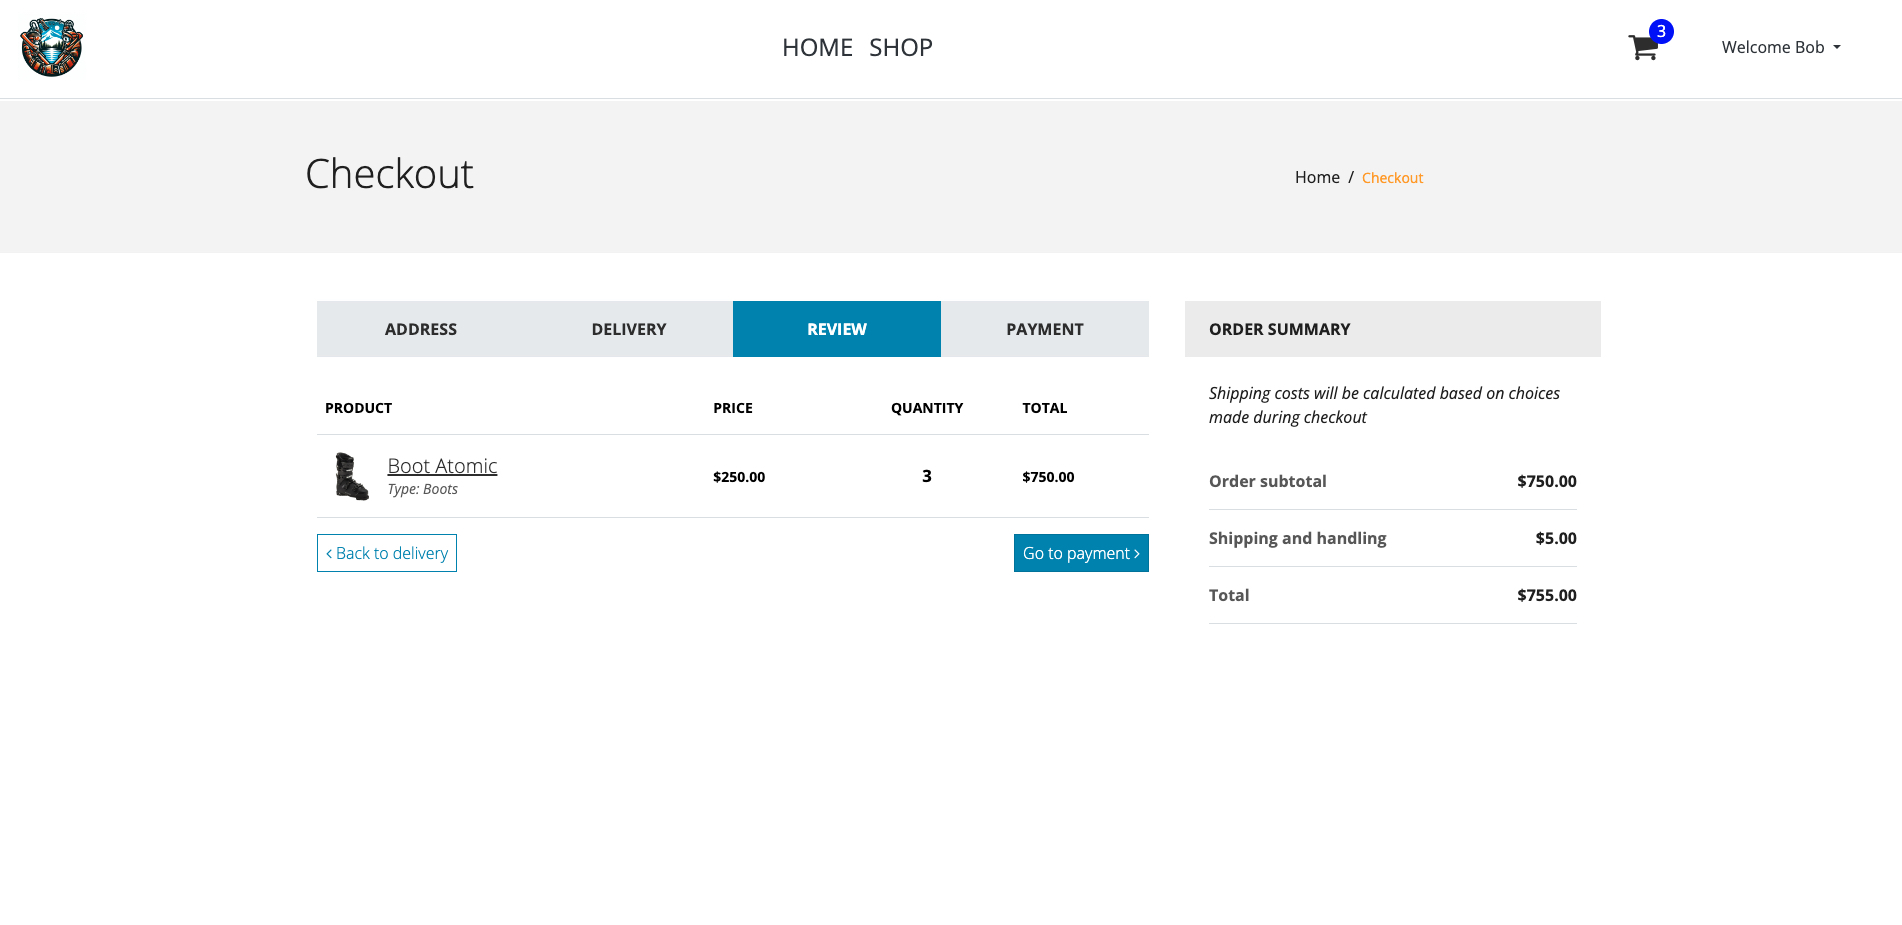 HOME SHOP
3
Welcome Bob
Checkout
Home / Checkout
ADDRESS DELIVERY REVIEW PAYMENT
PRODUCT PRICE QUANTITY TOTAL
Boot Atomic
Type: Boots
$250.00 3 $750.00
< Back to delivery
Go to payment >
ORDER SUMMARY
Shipping costs will be calculated based on choices
made during checkout
Order subtotal $750.00
Shipping and handling $5.00
Total $755.00